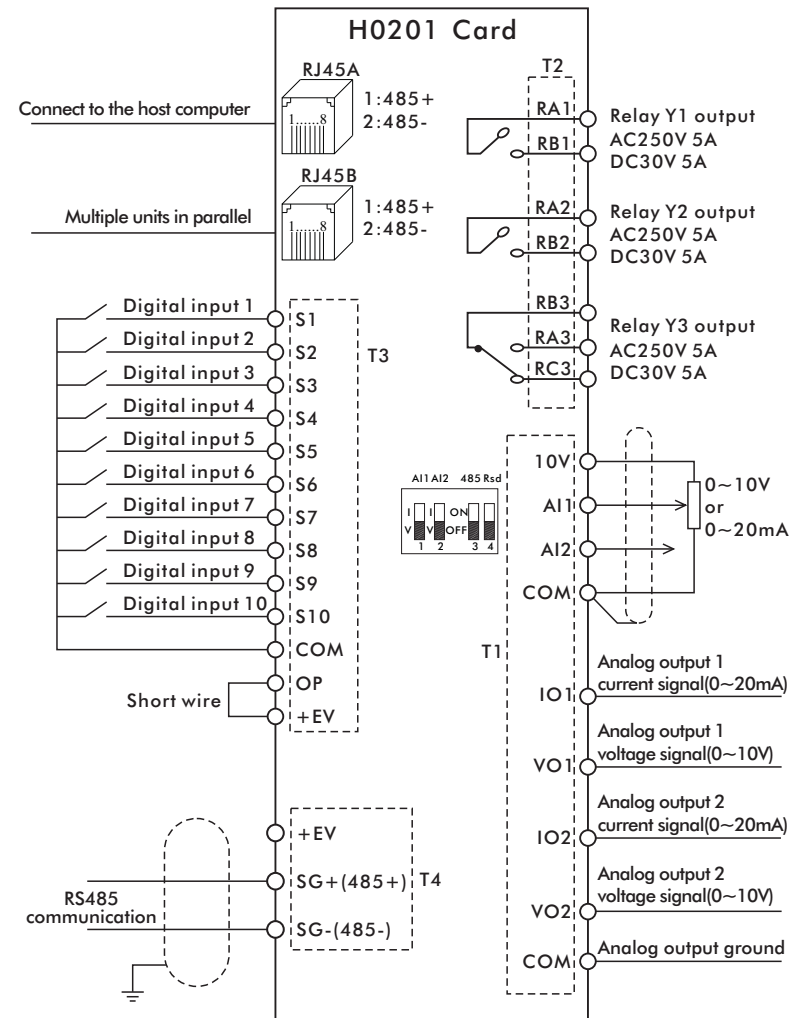 H0201 Card
RJ45A
1:485+
2:485-
1......8
Connect to the host computer
RJ45B
1:485+
2:485-
1......8
Multiple units in parallel
T2
RA1
RB1
Relay Y1 output
AC250V 5A
DC30V 5A
RA2
RB2
Relay Y2 output
AC250V 5A
DC30V 5A
RB3
RA3
RC3
Relay Y3 output
AC250V 5A
DC30V 5A
Digital input 1
S1
Digital input 2
S2
Digital input 3
S3
Digital input 4
S4
Digital input 5
S5
Digital input 6
S6
Digital input 7
S7
Digital input 8
S8
Digital input 9
S9
Digital input 10
S10
COM
OP
+EV
Short wire
T3
AI1 AI2 485 Rsd
I I ON
V V OFF
1 2 3 4
10V
AI1
AI2
COM
0~10V
or
0~20mA
T1
Analog output 1
current signal(0~20mA)
IO1
Analog output 1
voltage signal(0~10V)
VO1
Analog output 2
current signal(0~20mA)
IO2
Analog output 2
voltage signal(0~10V)
VO2
Analog output ground
COM
+EV
SG+(485+)
SG-(485-)
T4
RS485
communication